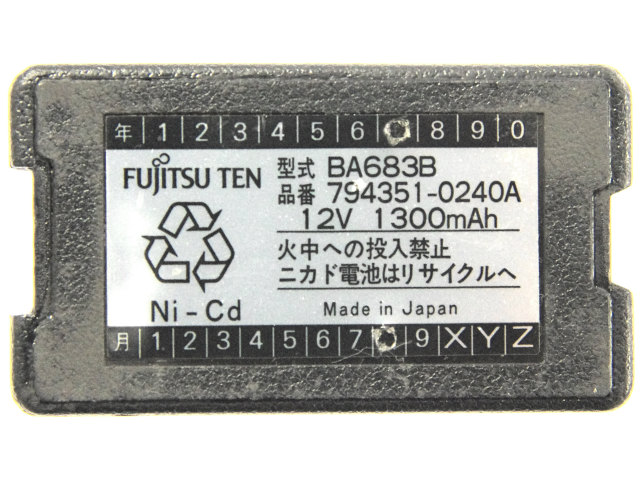 年 1 2 3 4 5 6 8 9 0
FUJITSU TEN
型式 BA683B
品番 794351-0240A
12V 1300mAh
火中への投入禁止
ニカド電池はリサイクルへ
Ni-Cd
Made in Japan
月 1 2 3 4 5 6 7 9 X Y Z